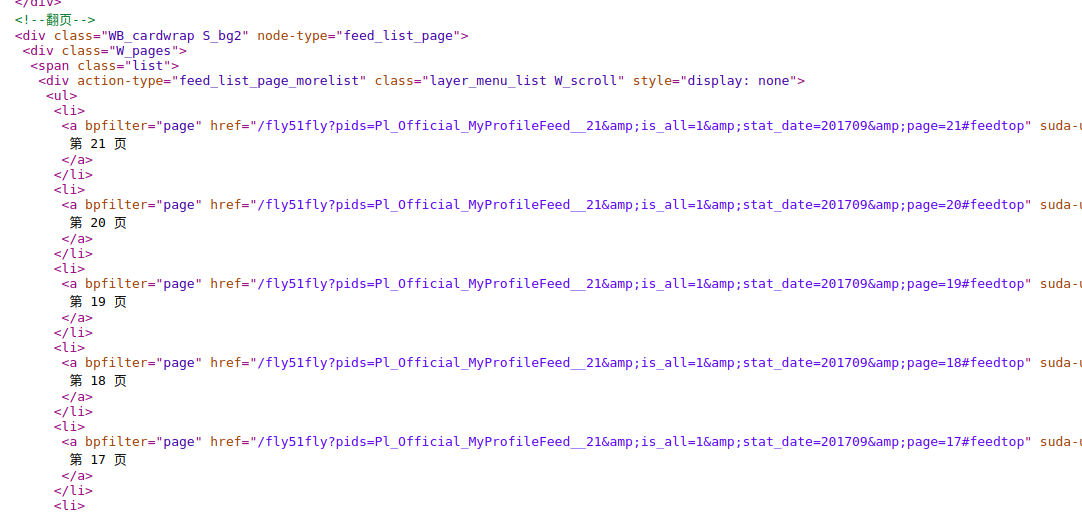 </div>
<!--翻页-->
<div class="WB_cardwrap S_bg2" node-type="feed_list_page">
<div class="W_pages">
<span class="list">
<div action-type="feed_list_page_morelist" class="layer_menu_list W_scroll" style="display: none">
<ul>
<li>
<a bpfilter="page" href="/fly51fly?pids=Pl_Official_MyProfileFeed__21&amp;is_all=1&amp;stat_date=201709&amp;page=21#feedtop" suda-u
第 21 页
</a>
</li>
<li>
<a bpfilter="page" href="/fly51fly?pids=Pl_Official_MyProfileFeed__21&amp;is_all=1&amp;stat_date=201709&amp;page=20#feedtop" suda-u
第 20 页
</a>
</li>
<li>
<a bpfilter="page" href="/fly51fly?pids=Pl_Official_MyProfileFeed__21&amp;is_all=1&amp;stat_date=201709&amp;page=19#feedtop" suda-u
第 19 页
</a>
</li>
<li>
<a bpfilter="page" href="/fly51fly?pids=Pl_Official_MyProfileFeed__21&amp;is_all=1&amp;stat_date=201709&amp;page=18#feedtop" suda-u
第 18 页
</a>
</li>
<li>
<a bpfilter="page" href="/fly51fly?pids=Pl_Official_MyProfileFeed__21&amp;is_all=1&amp;stat_date=201709&amp;page=17#feedtop" suda-u
第 17 页
</a>
</li>
<li>